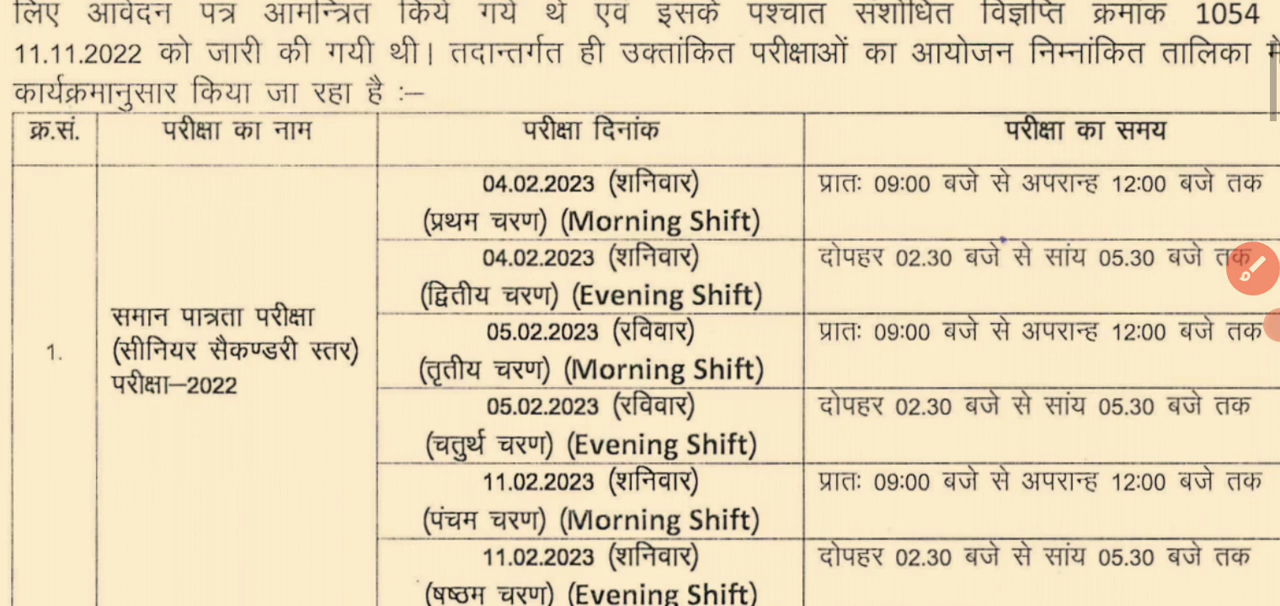 लिए आवेदन पत्र आमन्त्रित किये गये थे एवं इसके पश्चात संशोधित विज्ञप्ति क्रमांक 1054
11.11.2022 को जारी की गयी थी। तदान्तर्गत ही उक्तांकित परीक्षाओं का आयोजन निम्नांकित तालिका
कार्यक्रमानुसार किया जा रहा है :–
क्र.सं. परीक्षा का नाम परीक्षा दिनांक परीक्षा का समय
04.02.2023 (शनिवार) प्रातः 09:00 बजे से अपरान्ह 12:00 बजे तक
(प्रथम चरण) (Morning Shift)
04.02.2023 (शनिवार) दोपहर 02.30 बजे से सांय 05.30 बजे तक
(द्वितीय चरण) (Evening Shift)
समान पात्रता परीक्षा
05.02.2023 (रविवार) प्रातः 09:00 बजे से अपरान्ह 12:00 बजे तक
1. (सीनियर सैकण्डरी स्तर)
(तृतीय चरण) (Morning Shift)
परीक्षा–2022
05.02.2023 (रविवार) दोपहर 02.30 बजे से सांय 05.30 बजे तक
(चतुर्थ चरण) (Evening Shift)
11.02.2023 (शनिवार) प्रातः 09:00 बजे से अपरान्ह 12:00 बजे तक
(पंचम चरण) (Morning Shift)
11.02.2023 (शनिवार) दोपहर 02.30 बजे से सांय 05.30 बजे तक
(षष्ठम चरण) (Evening Shift)